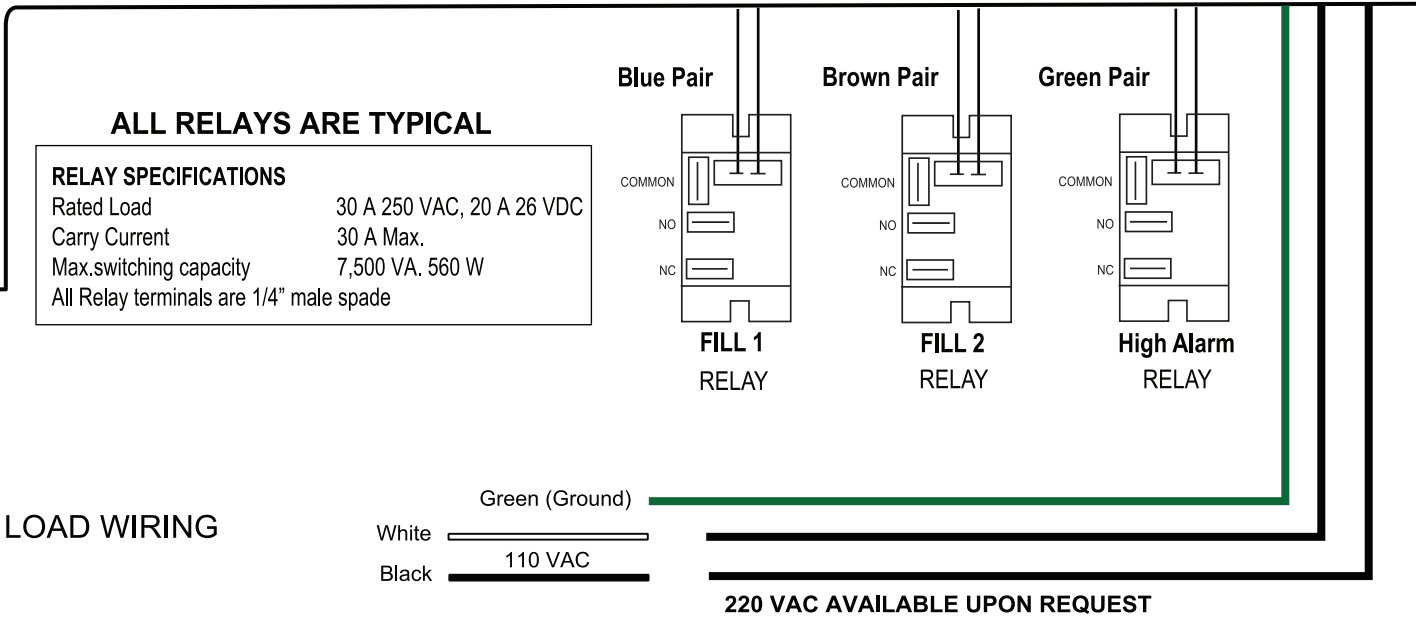 Blue Pair
Brown Pair
Green Pair
ALL RELAYS ARE TYPICAL
RELAY SPECIFICATIONS
Rated Load 30 A 250 VAC, 20 A 26 VDC
Carry Current 30 A Max.
Max.switching capacity 7,500 VA. 560 W
All Relay terminals are 1/4” male spade
COMMON
NO
NC
FILL 1
RELAY
COMMON
NO
NC
FILL 2
RELAY
COMMON
NO
NC
High Alarm
RELAY
LOAD WIRING
Green (Ground)
White
110 VAC
Black
220 VAC AVAILABLE UPON REQUEST